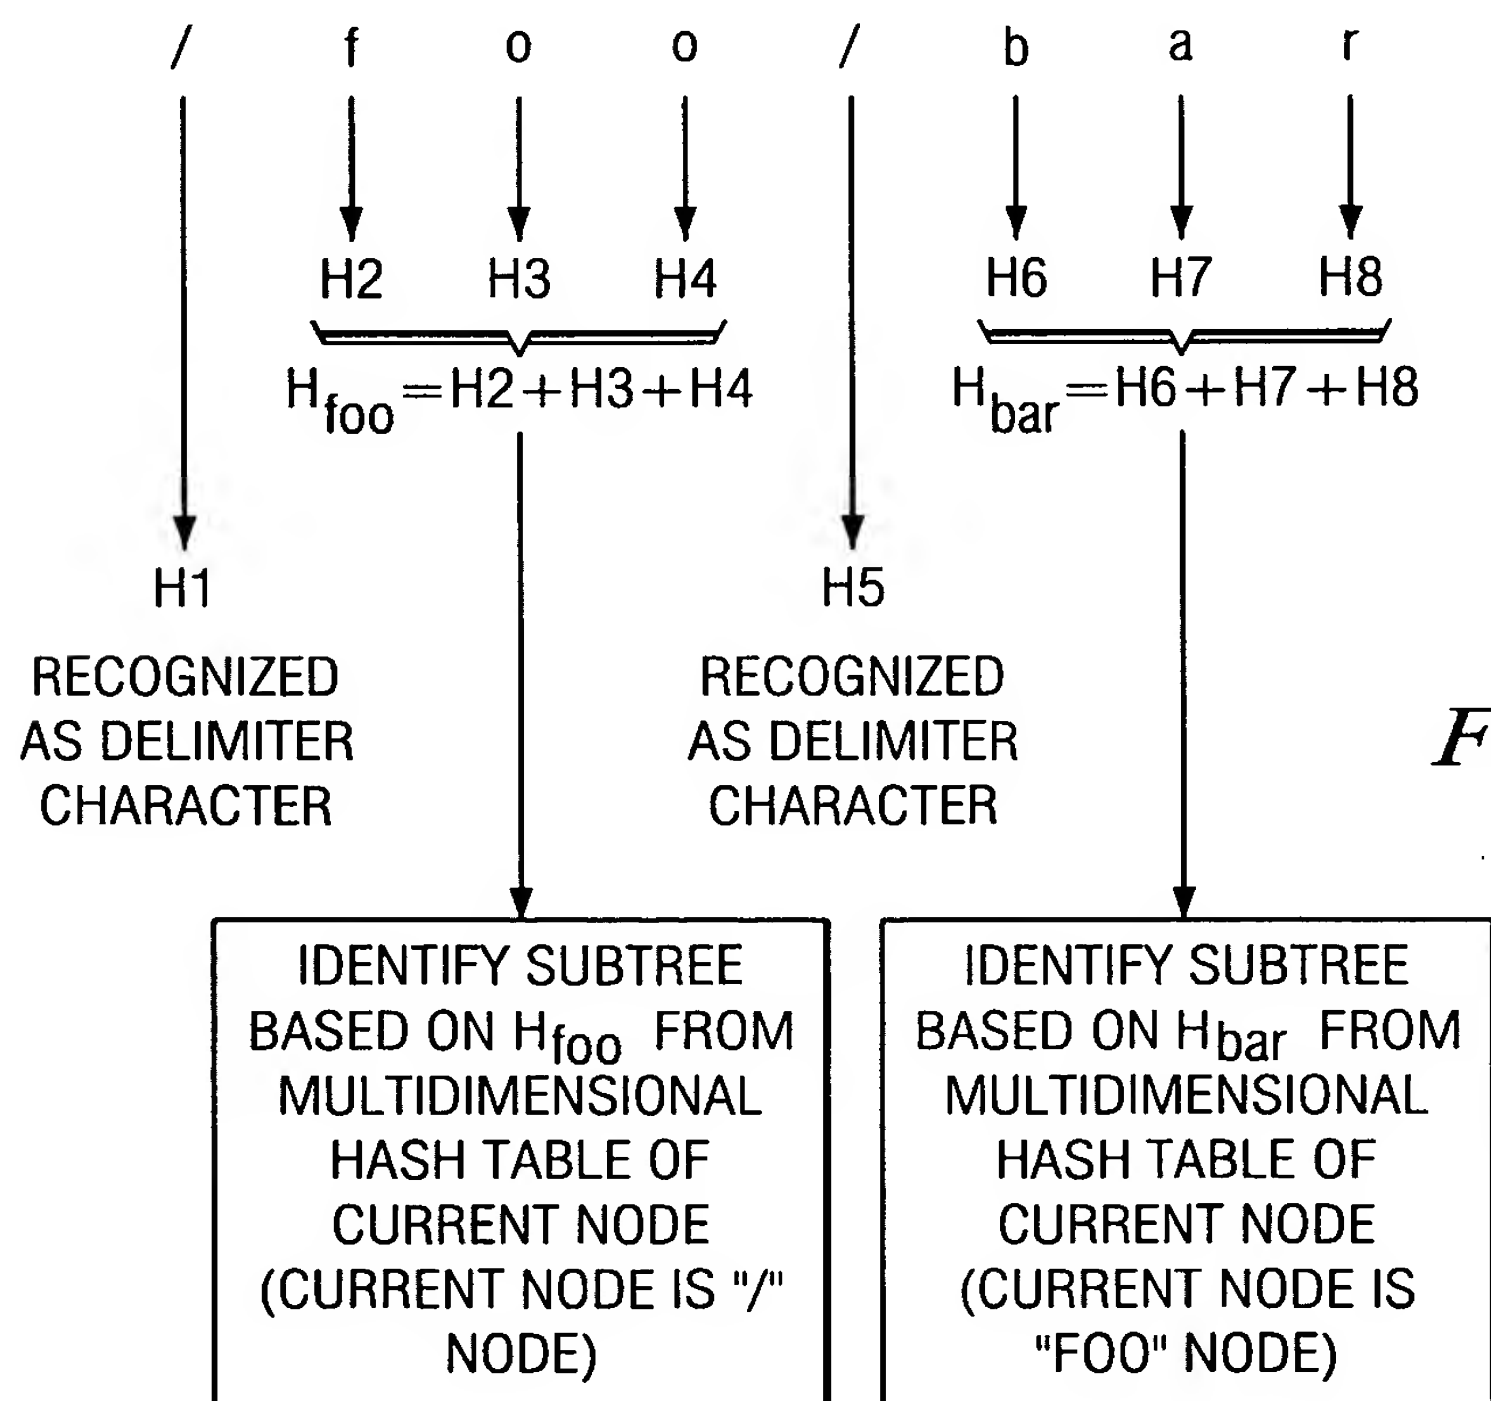 / f o o / b a r
H2 H3 H4 H6 H7 H8
Hfoo=H2+H3+H4 Hbar=H6+H7+H8
H1 H5
RECOGNIZED
AS DELIMITER
CHARACTER
RECOGNIZED
AS DELIMITER
CHARACTER
F
IDENTIFY SUBTREE
BASED ON Hfoo FROM
MULTIDIMENSIONAL
HASH TABLE OF
CURRENT NODE
(CURRENT NODE IS "/"
NODE)
IDENTIFY SUBTREE
BASED ON Hbar FROM
MULTIDIMENSIONAL
HASH TABLE OF
CURRENT NODE
(CURRENT NODE IS
"FOO" NODE)